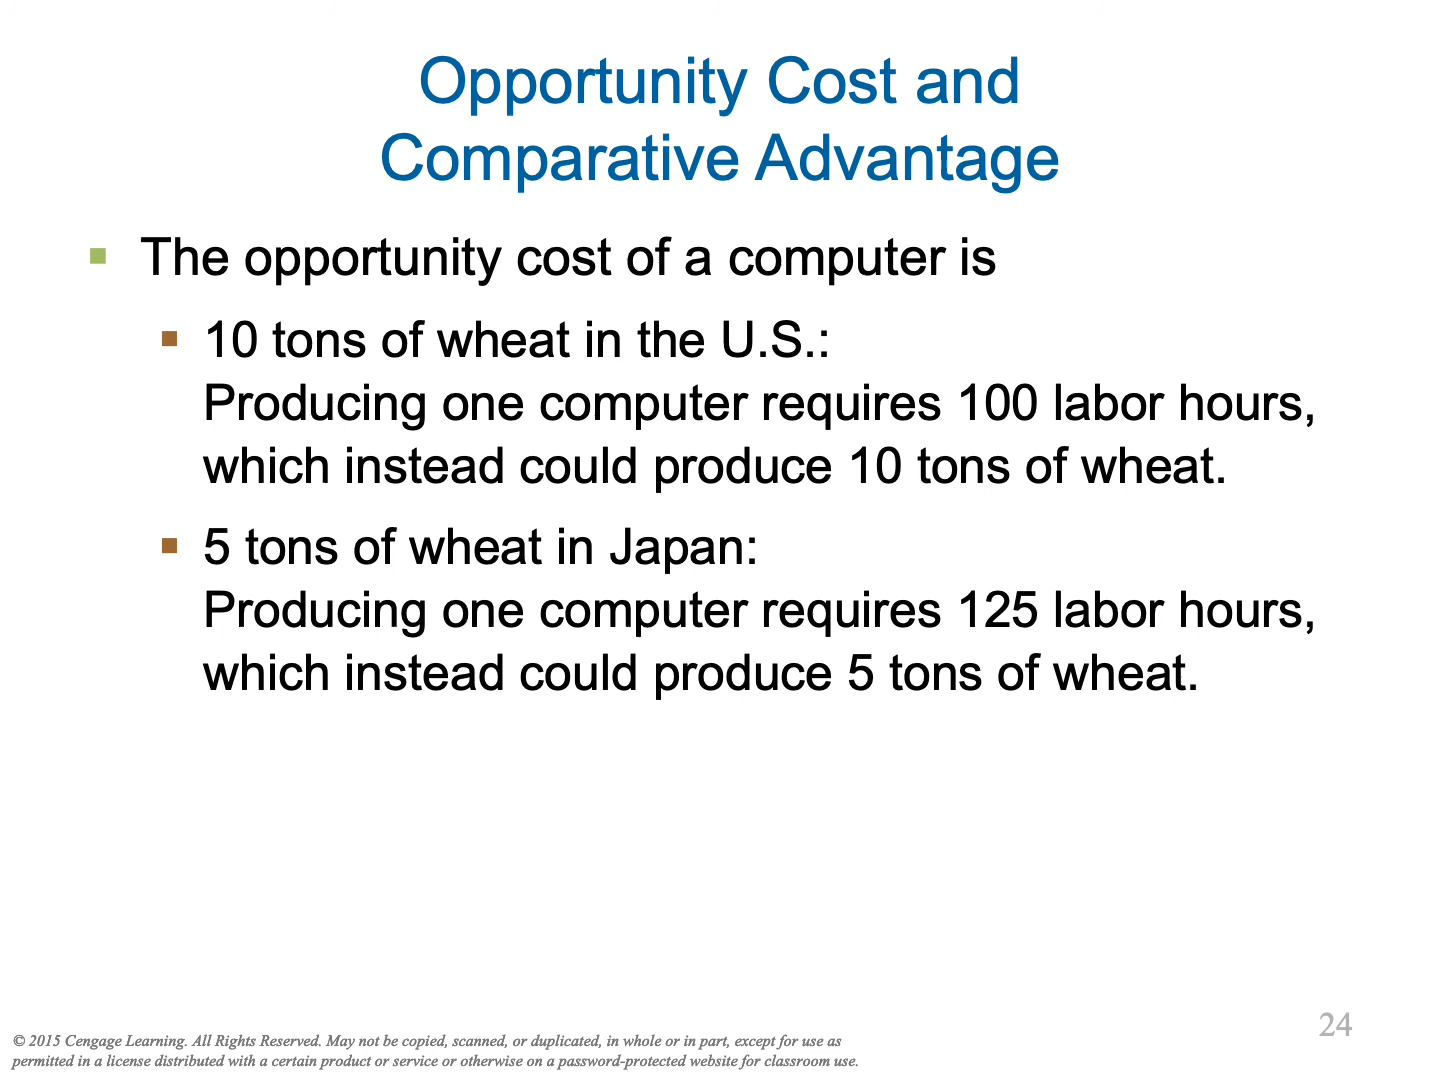 Opportunity Cost and
Comparative Advantage
The opportunity cost of a computer is
10 tons of wheat in the U.S.:
Producing one computer requires 100 labor hours,
which instead could produce 10 tons of wheat.
5 tons of wheat in Japan:
Producing one computer requires 125 labor hours,
which instead could produce 5 tons of wheat.
24
© 2015 Cengage Learning. All Rights Reserved. May not be copied, scanned, or duplicated, in whole or in part, except for use as
permitted in a license distributed with a certain product or service or otherwise on a password-protected website for classroom use.